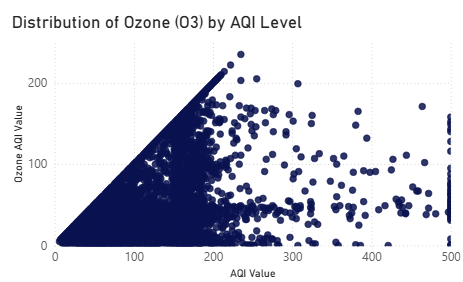 Distribution of Ozone (O3) by AQI Level
Ozone AQI Value
200
100
0
0 100 200 300 400 500
AQI Value